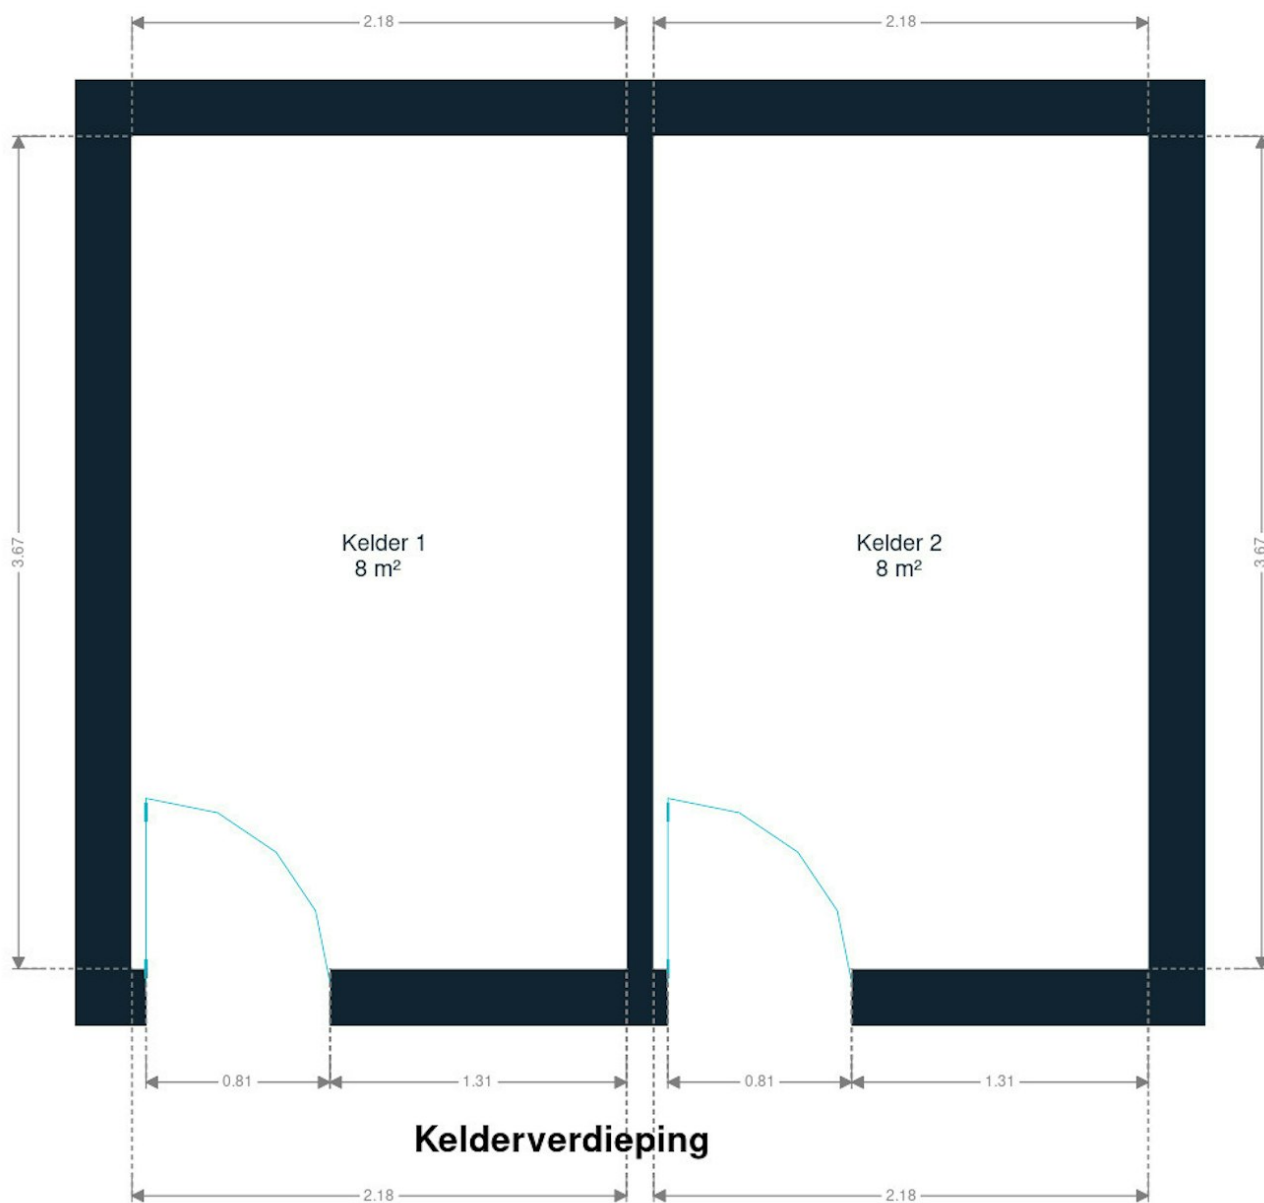 2.18
2.18
3.67
3.67
Kelder 1
8 m²
Kelder 2
8 m²
0.81
1.31
0.81
1.31
Kelderverdieping
2.18
2.18